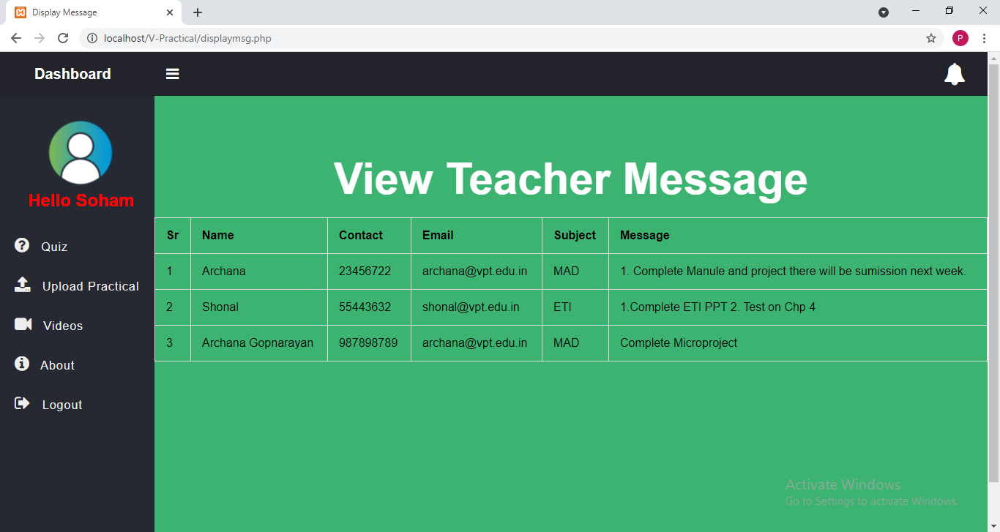 Display Message
localhost/V-Practical/displaymsg.php
P
Dashboard
Hello Soham
Quiz
Upload Practical
Videos
About
Logout
View Teacher Message
Sr Name Contact Email Subject Message
1 Archana 23456722 archana@vpt.edu.in MAD 1. Complete Manule and project there will be sumission next week.
2 Shonal 55443632 shonal@vpt.edu.in ETI 1.Complete ETI PPT 2. Test on Chp 4
3 Archana Gopnarayan 987898789 archana@vpt.edu.in MAD Complete Microproject
Activate Windows
Go to Settings to activate Windows.